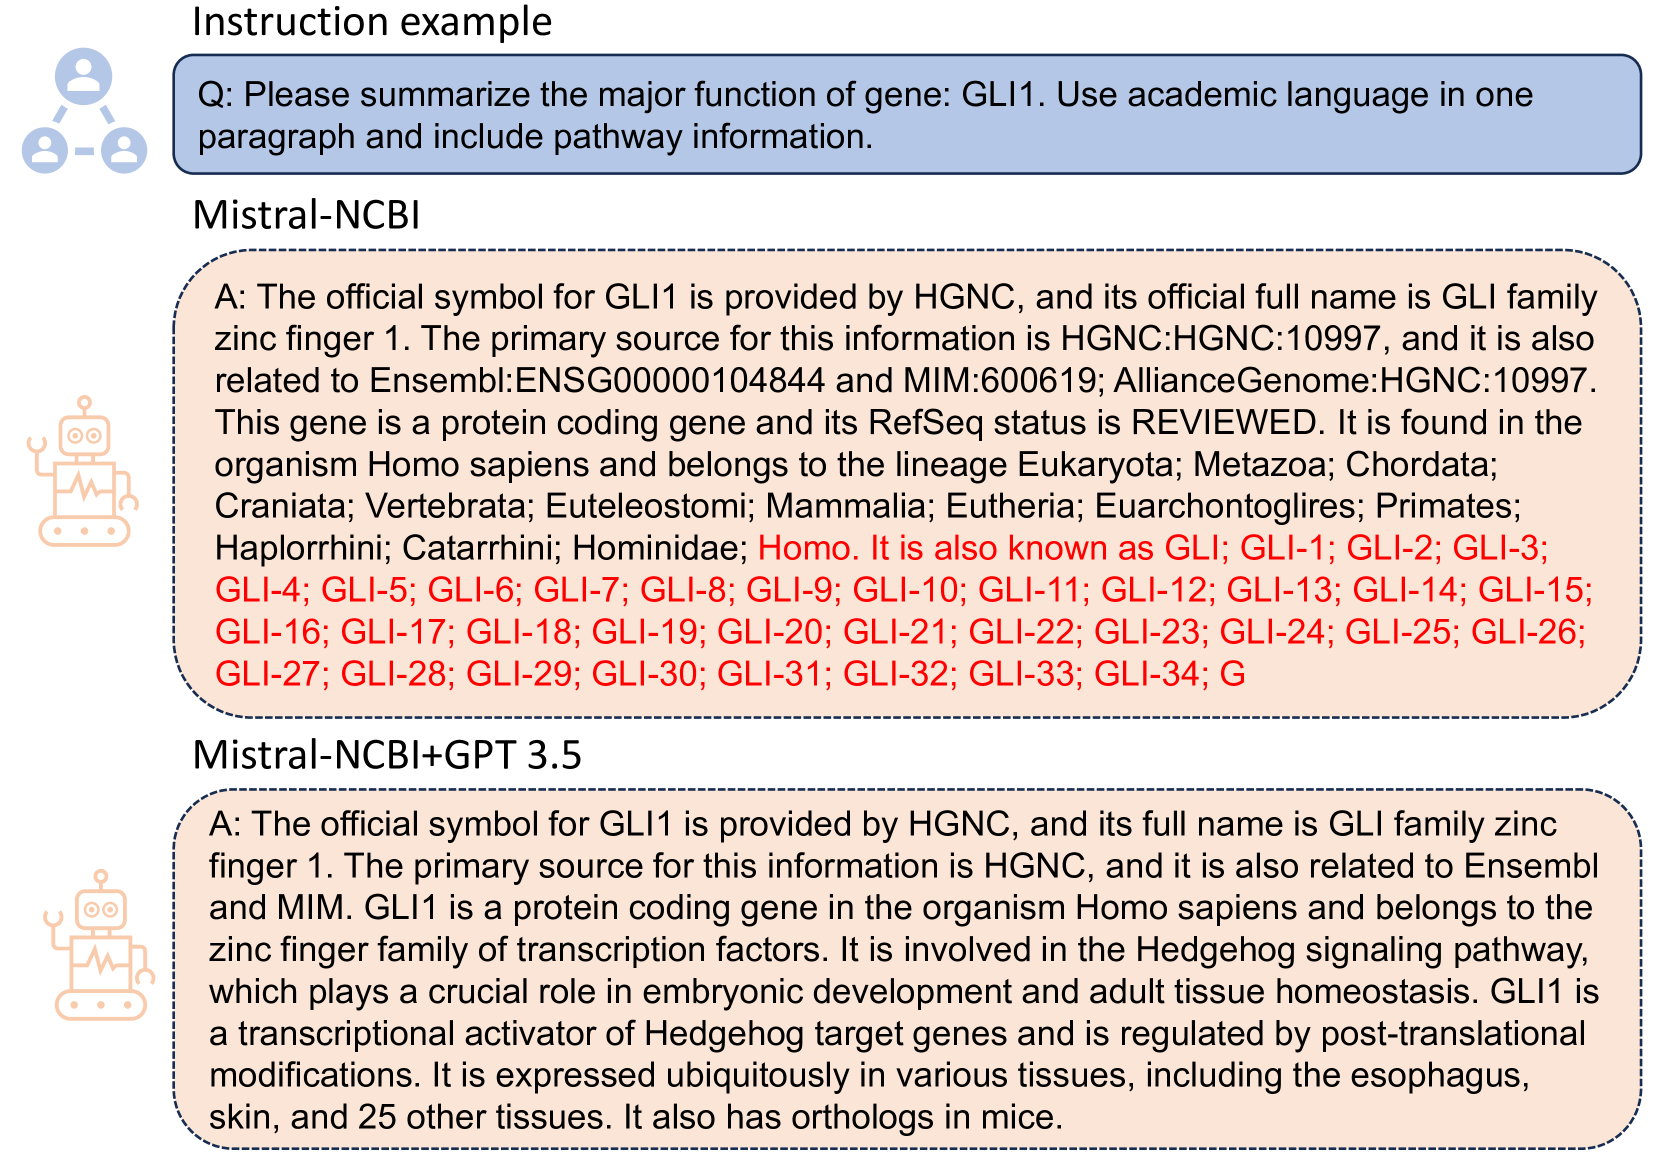 Instruction example
Q: Please summarize the major function of gene: GLI1. Use academic language in one
paragraph and include pathway information.
Mistral-NCBI
A: The official symbol for GLI1 is provided by HGNC, and its official full name is GLI family
zinc finger 1. The primary source for this information is HGNC:HGNC:10997, and it is also
related to Ensembl:ENSG00000104844 and MIM:600619; AllianceGenome:HGNC:10997.
This gene is a protein coding gene and its RefSeq status is REVIEWED. It is found in the
organism Homo sapiens and belongs to the lineage Eukaryota; Metazoa; Chordata;
Craniata; Vertebrata; Euteleostomi; Mammalia; Eutheria; Euarchontoglires; Primates;
Haplorrhini; Catarrhini; Hominidae; Homo. It is also known as GLI; GLI-1; GLI-2; GLI-3;
GLI-4; GLI-5; GLI-6; GLI-7; GLI-8; GLI-9; GLI-10; GLI-11; GLI-12; GLI-13; GLI-14; GLI-15;
GLI-16; GLI-17; GLI-18; GLI-19; GLI-20; GLI-21; GLI-22; GLI-23; GLI-24; GLI-25; GLI-26;
GLI-27; GLI-28; GLI-29; GLI-30; GLI-31; GLI-32; GLI-33; GLI-34; G
Mistral-NCBI+GPT 3.5
A: The official symbol for GLI1 is provided by HGNC, and its full name is GLI family zinc
finger 1. The primary source for this information is HGNC, and it is also related to Ensembl
and MIM. GLI1 is a protein coding gene in the organism Homo sapiens and belongs to the
zinc finger family of transcription factors. It is involved in the Hedgehog signaling pathway,
which plays a crucial role in embryonic development and adult tissue homeostasis. GLI1 is
a transcriptional activator of Hedgehog target genes and is regulated by post-translational
modifications. It is expressed ubiquitously in various tissues, including the esophagus,
skin, and 25 other tissues. It also has orthologs in mice.